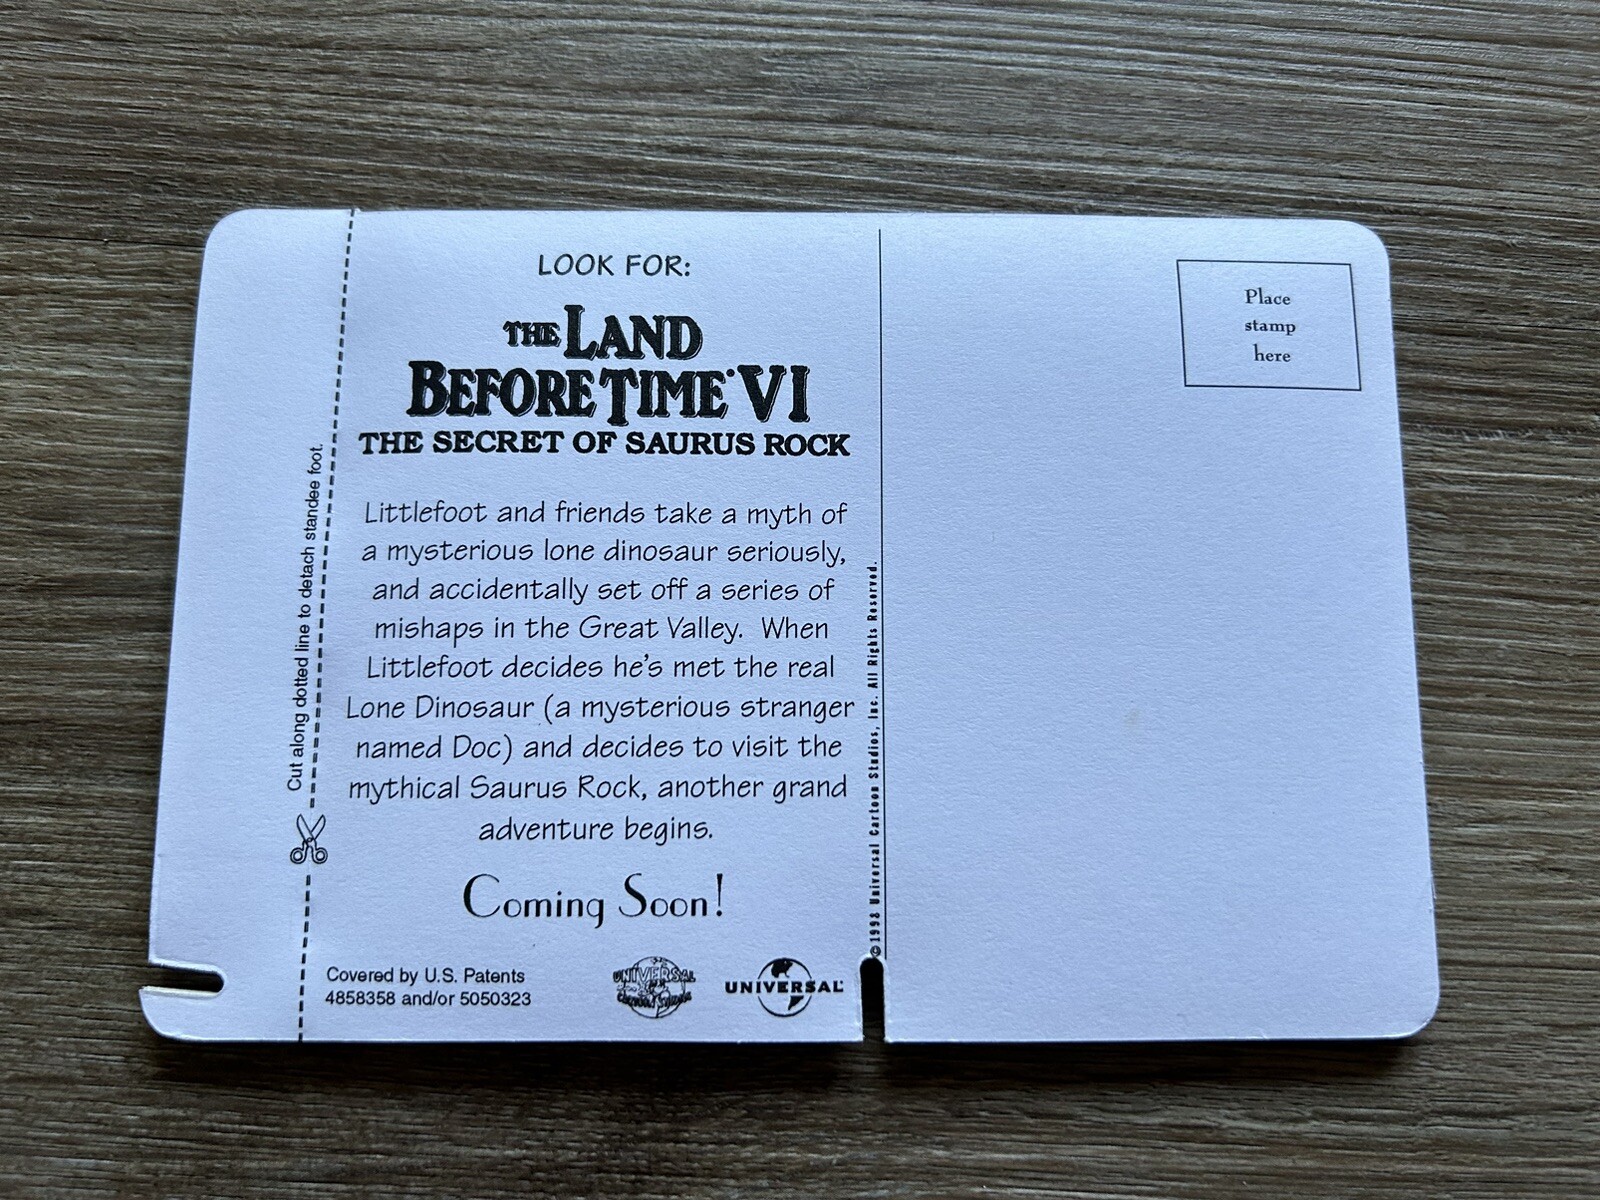 Cut along dotted line to detach standee foot.
LOOK FOR:
THE LAND
BEFORE TIME VI
THE SECRET OF SAURUS ROCK
Littlefoot and friends take a myth of
a mysterious lone dinosaur seriously,
and accidentally set off a series of
mishaps in the Great Valley. When
Littlefoot decides he's met the real
Lone Dinosaur (a mysterious stranger
named Doc) and decides to visit the
mythical Saurus Rock, another grand
adventure begins.
Coming Soon!
Covered by U.S. Patents
4858358 and/or 5050323
UNIVERSAL
CARTOON STUDIOS
UNIVERSAL
©1998 Universal Cartoon Studios, Inc. All Rights Reserved.
Place
stamp
here